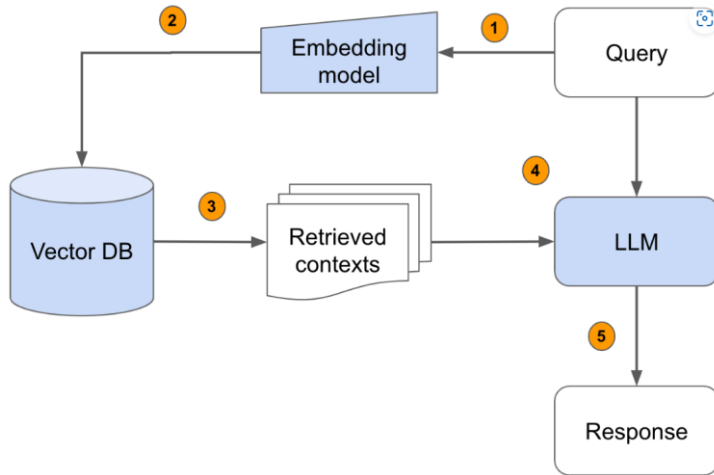 2
1
Embedding
model
Query
3
4
Vector DB
Retrieved
contexts
LLM
5
Response